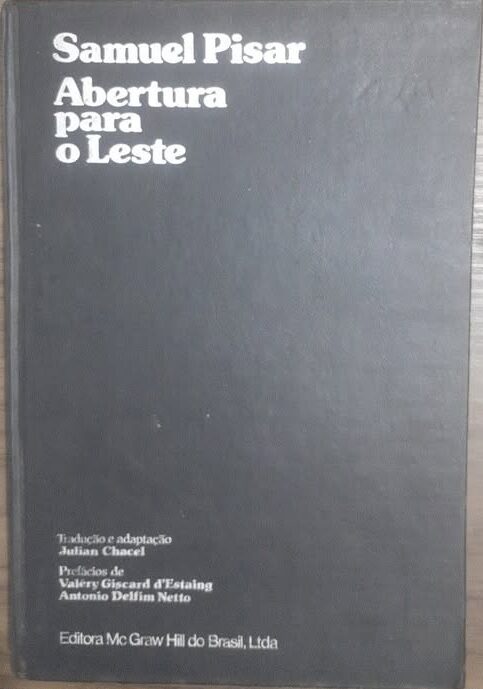 Samuel Pisar
Abertura
para
o Leste
Tradução e adaptação
Julian Chacel
Prefácios de
Valéry Giscard d'Estaing
Antonio Delfim Netto
Editora Mc Graw Hill do Brasil, Ltda